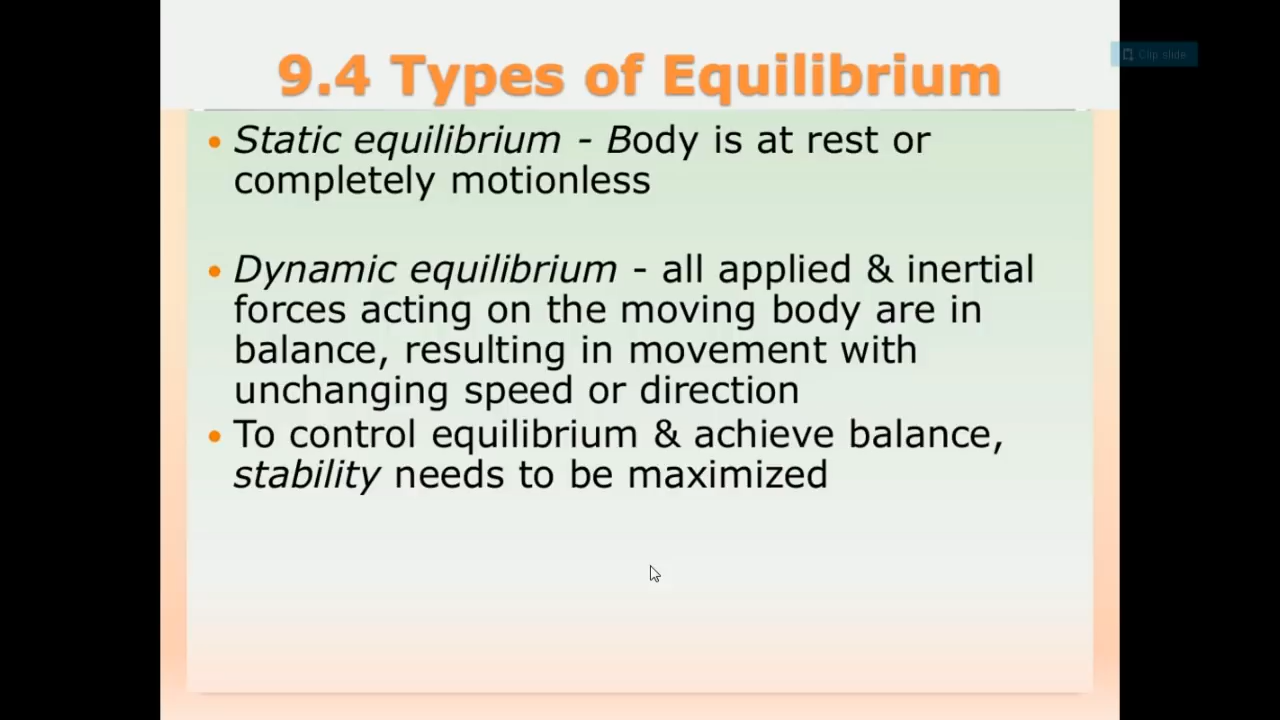 9.4 Types of Equilibrium
Clip slide
• Static equilibrium - Body is at rest or
completely motionless
• Dynamic equilibrium - all applied & inertial
forces acting on the moving body are in
balance, resulting in movement with
unchanging speed or direction
• To control equilibrium & achieve balance,
stability needs to be maximized